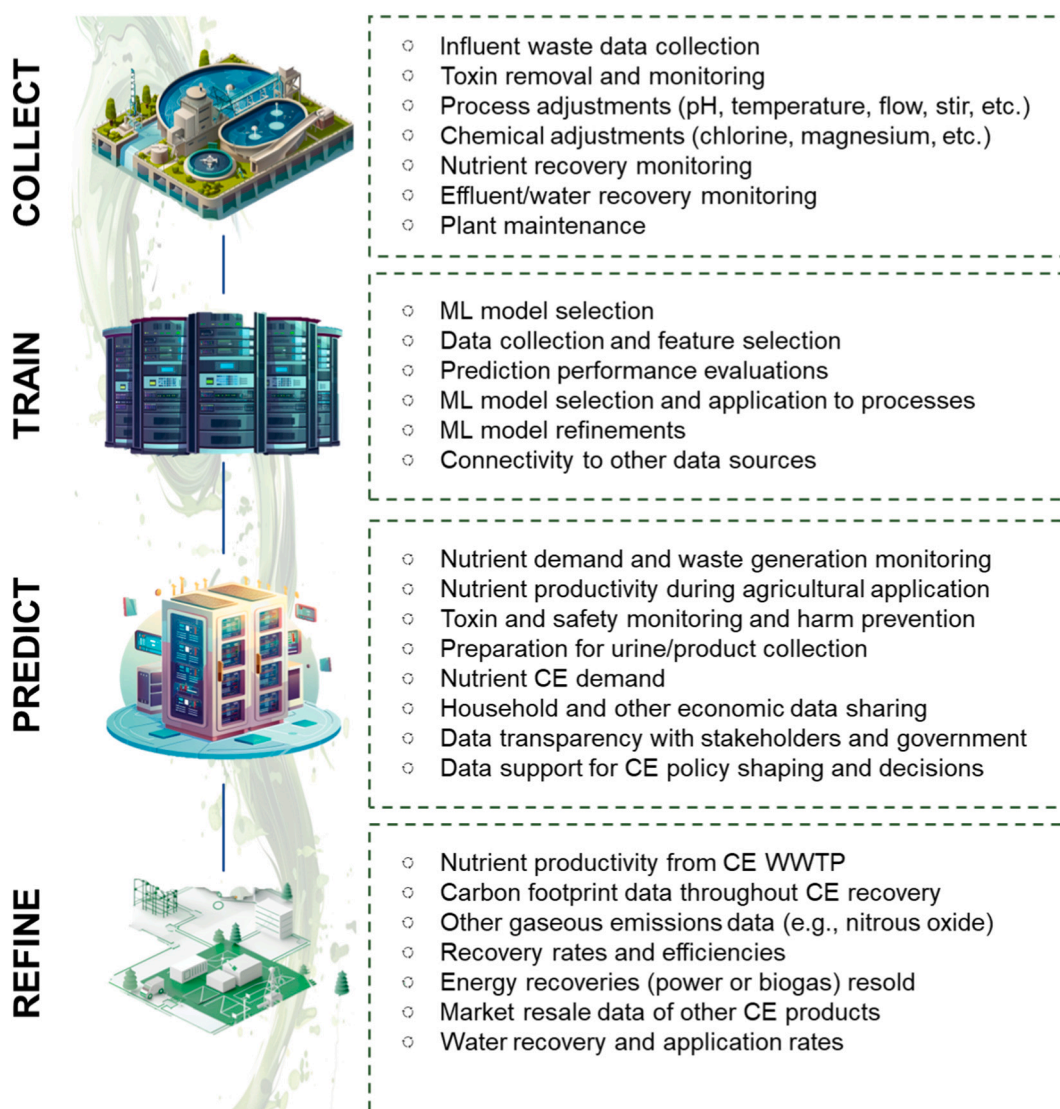 COLLECT
Influent waste data collection
Toxin removal and monitoring
Process adjustments (pH, temperature, flow, stir, etc.)
Chemical adjustments (chlorine, magnesium, etc.)
Nutrient recovery monitoring
Effluent/water recovery monitoring
Plant maintenance
TRAIN
ML model selection
Data collection and feature selection
Prediction performance evaluations
ML model selection and application to processes
ML model refinements
Connectivity to other data sources
PREDICT
Nutrient demand and waste generation monitoring
Nutrient productivity during agricultural application
Toxin and safety monitoring and harm prevention
Preparation for urine/product collection
Nutrient CE demand
Household and other economic data sharing
Data transparency with stakeholders and government
Data support for CE policy shaping and decisions
REFINE
Nutrient productivity from CE WWTP
Carbon footprint data throughout CE recovery
Other gaseous emissions data (e.g., nitrous oxide)
Recovery rates and efficiencies
Energy recoveries (power or biogas) resold
Market resale data of other CE products
Water recovery and application rates